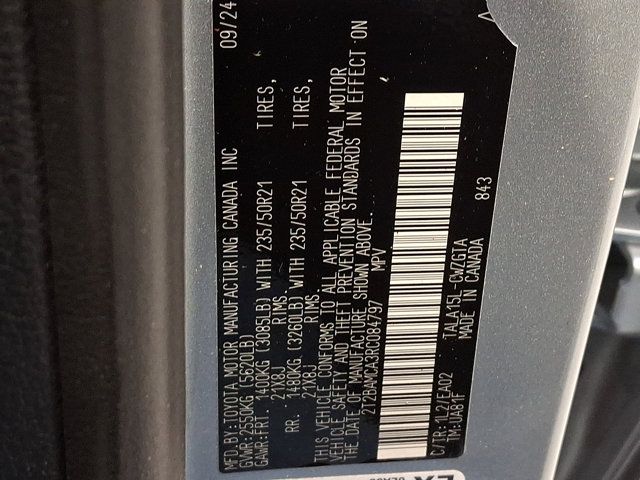 MFD. BY:TOYOTA MOTOR MANUFACTURING CANADA INC 09/24
GVWR:2550KG (5620LB)
GAWR:FRT. 1400KG (3085LB) WITH 235/50R21 TIRES,
21X8J RIMS.
RR. 1480KG (3260LB) WITH 235/50R21 TIRES,
21X8J RIMS.
THIS VEHICLE CONFORMS TO ALL APPLICABLE FEDERAL MOTOR
VEHICLE SAFETY AND THEFT PREVENTION STANDARDS IN EFFECT ON
THE DATE OF MANUFACTURE SHOWN ABOVE.
2T2BAMCA3RC084797 MPV
C/TR:1L21EA02 TALA15L-CWZGTA 843
TM-UA81F MADE IN CANADA